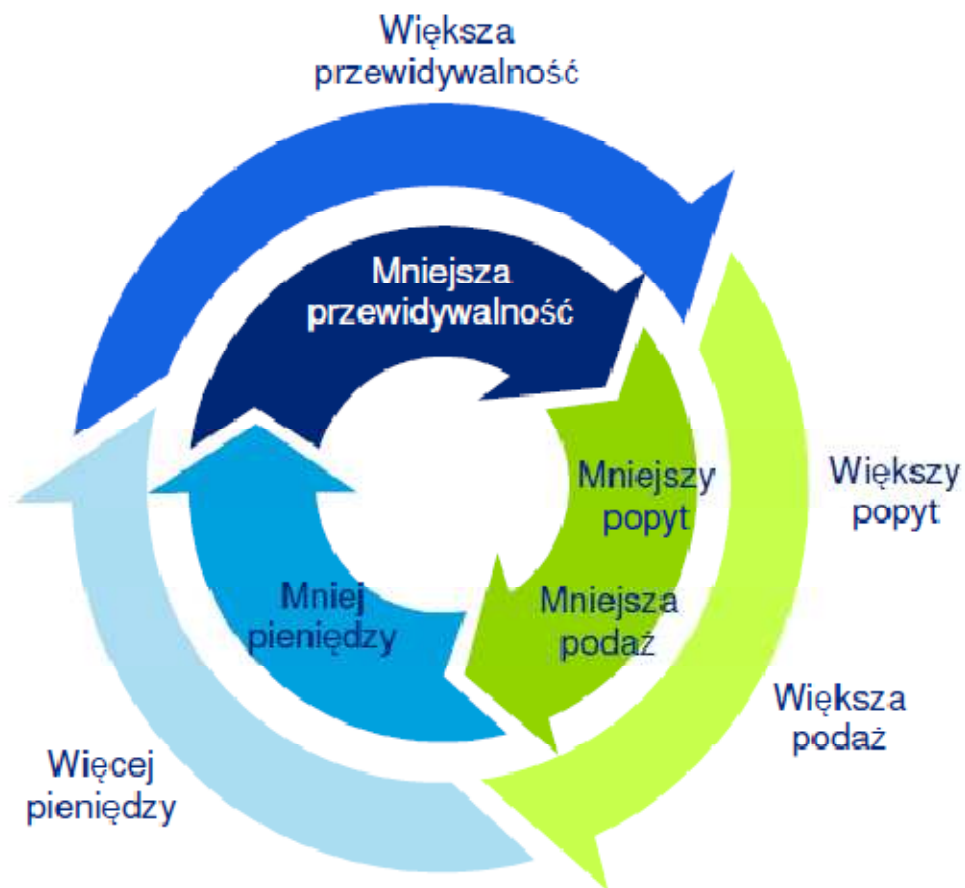 Większa
przewidywalność
Mniejsza
przewidywalność
Mniejszy
popyt
Większy
popyt
Mniej
pieniędzy
Mniejsza
podaż
Większa
podaż
Więcej
pieniędzy